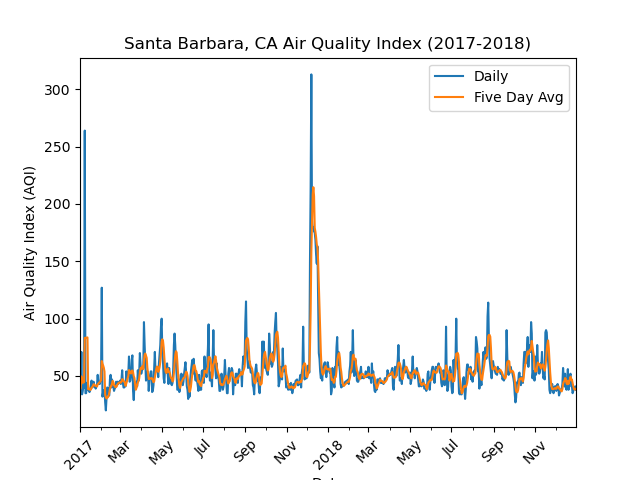 Santa Barbara, CA Air Quality Index (2017-2018)
Daily
Five Day Avg
Air Quality Index (AQI)
300
250
200
150
100
50
2017
Mar
May
Jul
Sep
Nov
2018
Mar
May
Jul
Sep
Nov